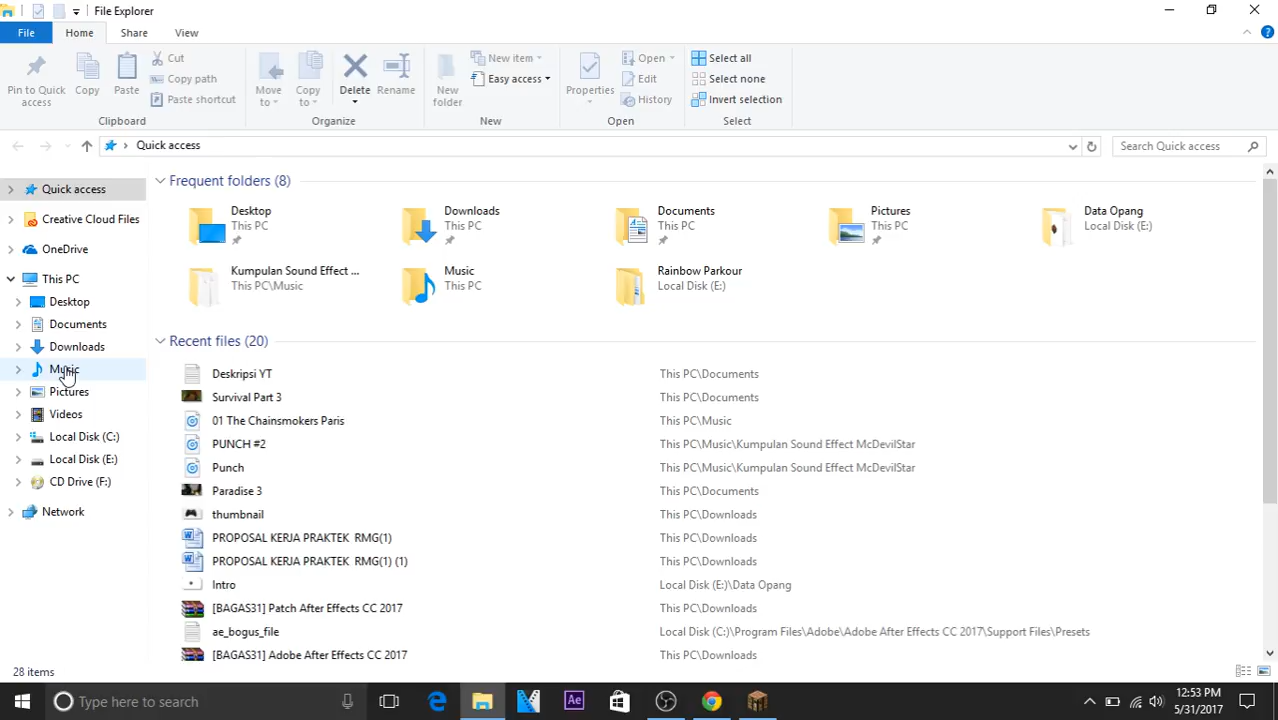 File Explorer
File Home Share View
Pin to Quick access
Copy
Paste
Cut
Copy path
Paste shortcut
Clipboard
Move to
Copy to
Delete
Rename
Organize
New folder
New item
Easy access
New
Properties
Open
Edit
History
Open
Select all
Select none
Invert selection
Select
Quick access
Search Quick access
Quick access
Creative Cloud Files
OneDrive
This PC
Desktop
Documents
Downloads
Music
Pictures
Videos
Local Disk (C:)
Local Disk (E:)
CD Drive (F:)
Network
Frequent folders (8)
Desktop
This PC
Downloads
This PC
Documents
This PC
Pictures
This PC
Data Opang
Local Disk (E:)
Kumpulan Sound Effect ...
This PC\Music
Music
This PC
Rainbow Parkour
Local Disk (E:)
Recent files (20)
Deskripsi YT This PC\Documents
Survival Part 3 This PC\Documents
01 The Chainsmokers Paris This PC\Music
PUNCH #2 This PC\Music\Kumpulan Sound Effect McDevilStar
Punch This PC\Music\Kumpulan Sound Effect McDevilStar
Paradise 3 This PC\Documents
thumbnail This PC\Downloads
PROPOSAL KERJA PRAKTEK RMG(1) This PC\Downloads
PROPOSAL KERJA PRAKTEK RMG(1) (1) This PC\Downloads
Intro Local Disk (E:)\Data Opang
[BAGAS31] Patch After Effects CC 2017 This PC\Downloads
ae_bogus_file Local Disk (C:)\Program Files\Adobe\Adobe After Effects CC 2017\Support Files\Presets
[BAGAS31] Adobe After Effects CC 2017 This PC\Downloads
28 items
Type here to search
Ae
12:53 PM
5/31/2017